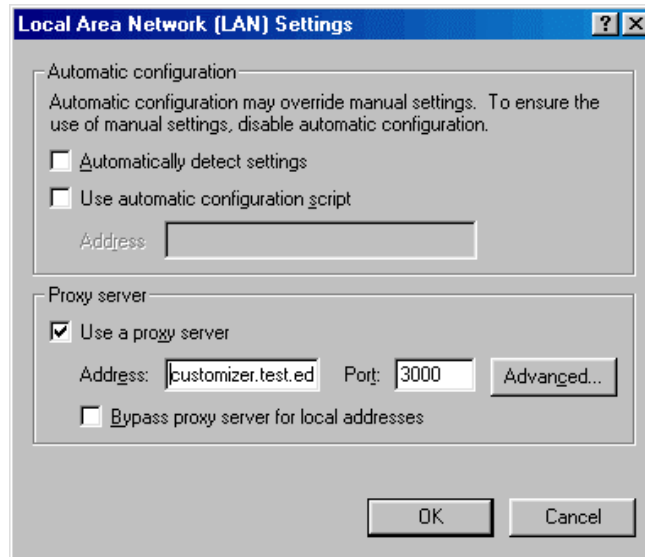 Local Area Network (LAN) Settings
Automatic configuration
Automatic configuration may override manual settings. To ensure the
use of manual settings, disable automatic configuration.
Automatically detect settings
Use automatic configuration script
Address
Proxy server
Use a proxy server
Address: customizer.test.ed Port: 3000 Advanced...
Bypass proxy server for local addresses
OK Cancel